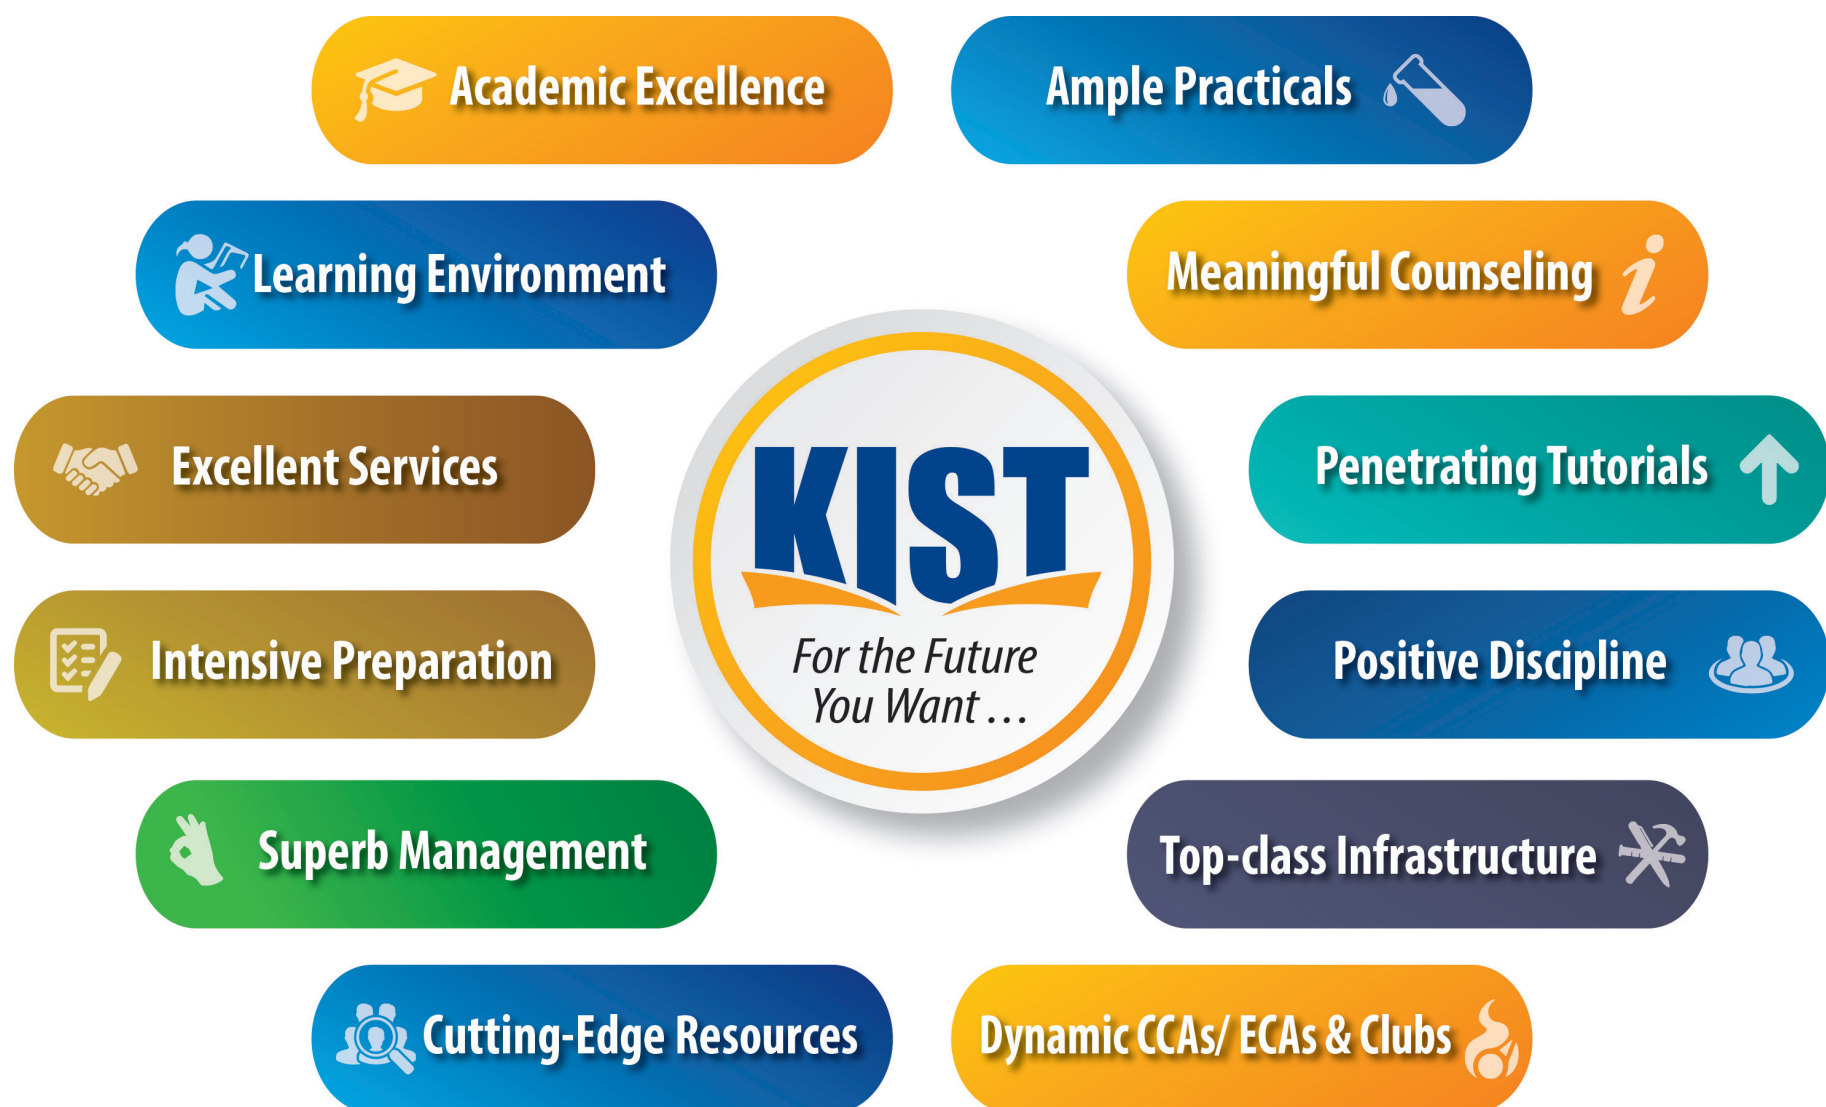 Academic Excellence
Ample Practicals
Learning Environment
Meaningful Counseling
Excellent Services
Penetrating Tutorials
KIST
For the Future
You Want ...
Intensive Preparation
Positive Discipline
Superb Management
Top-class Infrastructure
Cutting-Edge Resources
Dynamic CCAs/ ECAs & Clubs